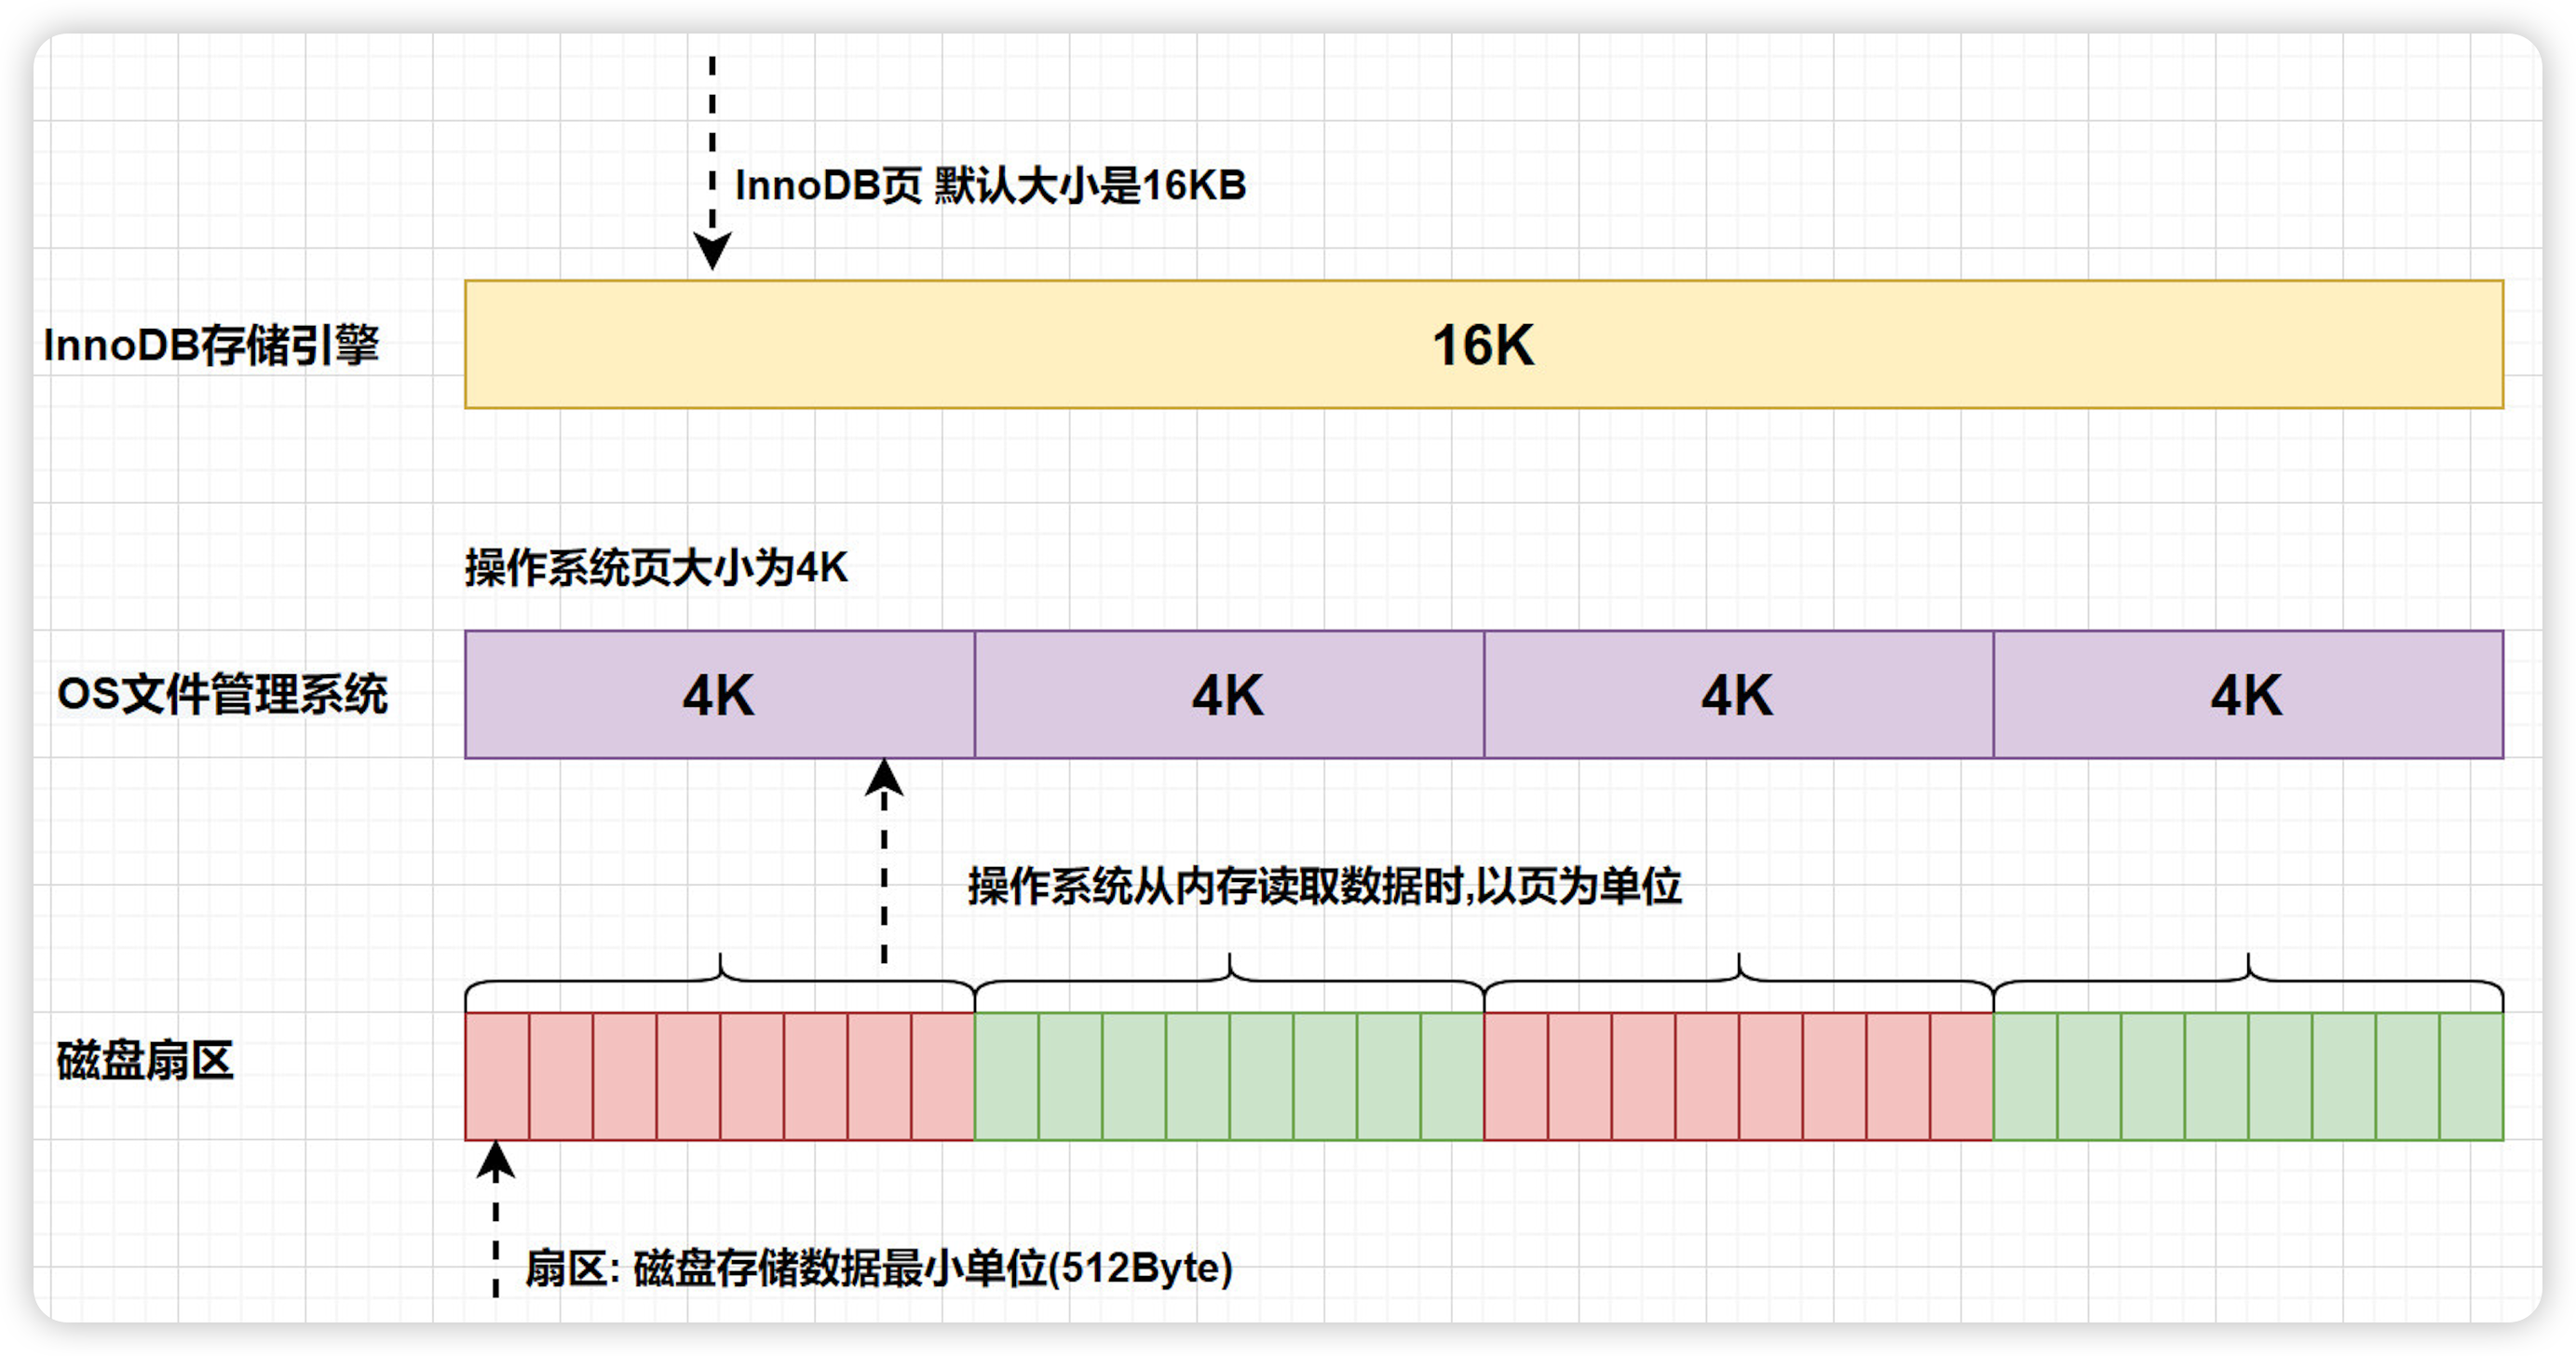 InnoDB页 默认大小是16KB
InnoDB存储引擎
16K
操作系统页大小为4K
OS文件管理系统
4K
4K
4K
4K
操作系统从内存读取数据时,以页为单位
磁盘扇区
扇区: 磁盘存储数据最小单位(512Byte)